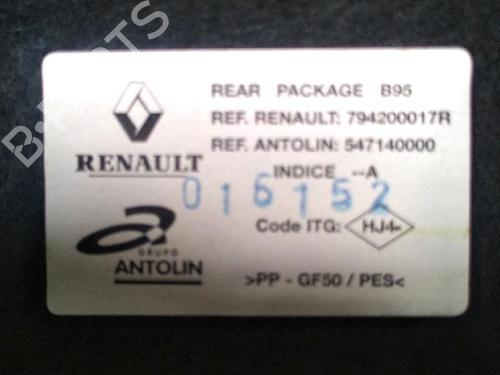 REAR PACKAGE B95
REF. RENAULT: 794200017R
RENAULT
REF. ANTOLIN: 547140000
INDICE --A
016152
Code ITG: HJ4-
GRUPO
ANTOLIN
>PP - GF50 / PES<
B-PARTS